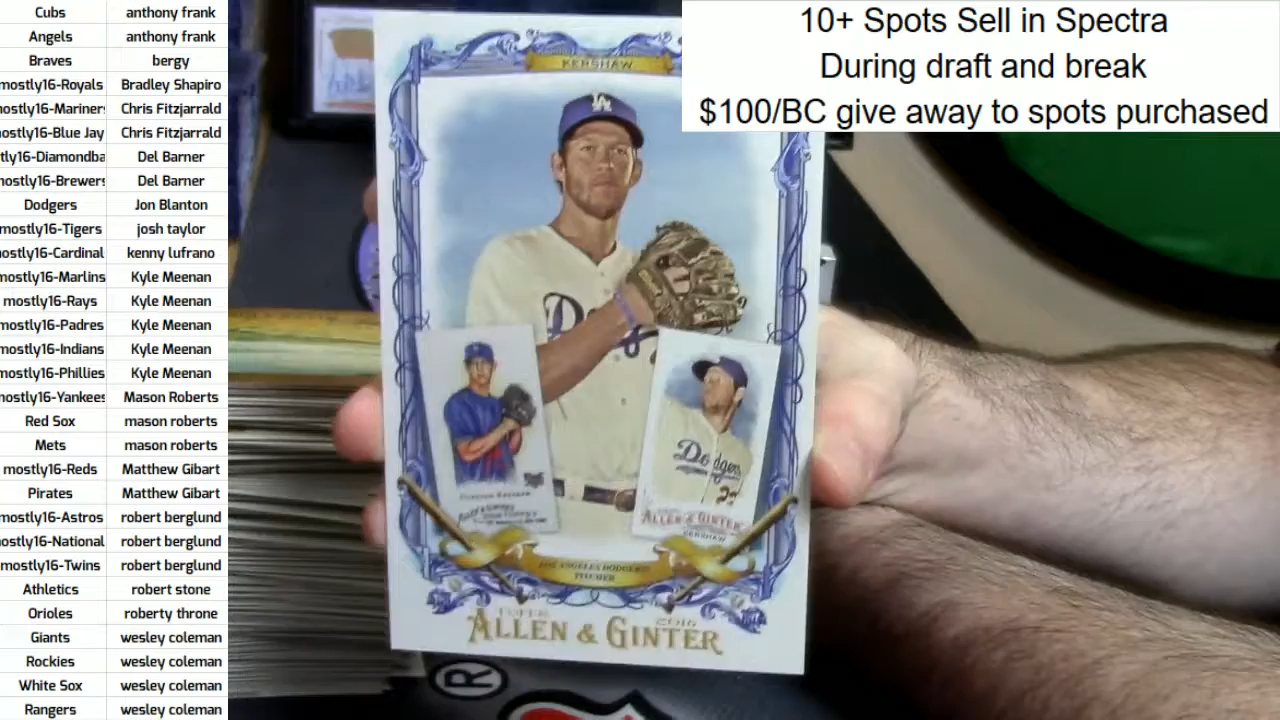 Cubs anthony frank
Angels anthony frank
Braves bergy
mostly16-Royals Bradley Shapiro
mostly16-Mariners Chris Fitzjarrald
ostly16-Blue Jay Chris Fitzjarrald
tly16-Diamondba Del Barner
mostly16-Brewers Del Barner
Dodgers Jon Blanton
mostly16-Tigers josh taylor
mostly16-Cardinal kenny lufrano
mostly16-Marlins Kyle Meenan
mostly16-Rays Kyle Meenan
mostly16-Padres Kyle Meenan
mostly16-Indians Kyle Meenan
mostly16-Phillies Kyle Meenan
mostly16-Yankees Mason Roberts
Red Sox mason roberts
Mets mason roberts
mostly16-Reds Matthew Gibart
Pirates Matthew Gibart
mostly16-Astros robert berglund
ostly16-National robert berglund
mostly16-Twins robert berglund
Athletics robert stone
Orioles roberty throne
Giants wesley coleman
Rockies wesley coleman
White Sox wesley coleman
Rangers wesley coleman
10+ Spots Sell in Spectra
During draft and break
$100/BC give away to spots purchased
KERSHAW
LA
Dodgers
ALLEN & GINTER
KERSHAW
LOS ANGELES DODGERS
PITCHER
TOPPS 2016
ALLEN & GINTER
®